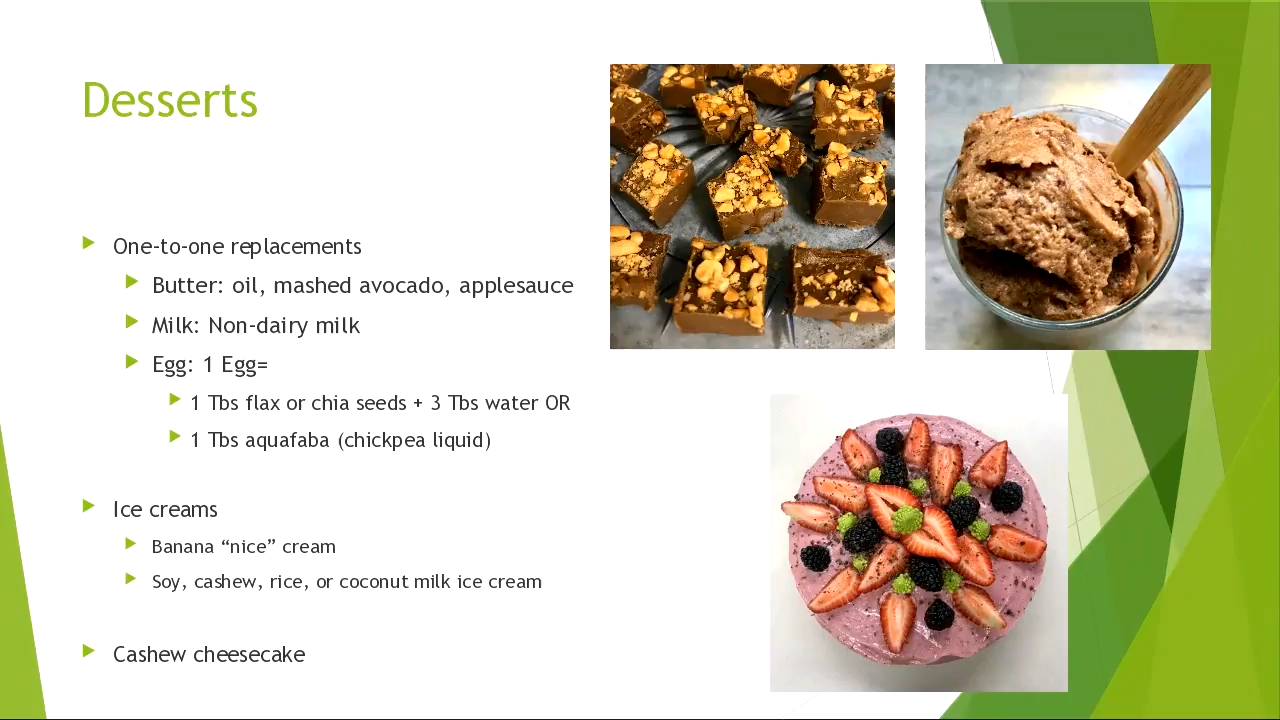 Desserts
One-to-one replacements
Butter: oil, mashed avocado, applesauce
Milk: Non-dairy milk
Egg: 1 Egg=
1 Tbs flax or chia seeds + 3 Tbs water OR
1 Tbs aquafaba (chickpea liquid)
Ice creams
Banana “nice” cream
Soy, cashew, rice, or coconut milk ice cream
Cashew cheesecake